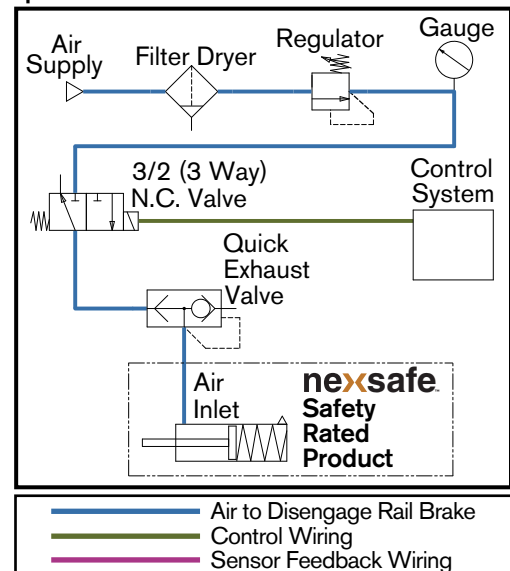 Air
Supply
Filter Dryer
Regulator
Gauge
3/2 (3 Way)
N.C. Valve
Control
System
Quick
Exhaust
Valve
Air
Inlet
nexsafe™
Safety
Rated
Product
Air to Disengage Rail Brake
Control Wiring
Sensor Feedback Wiring